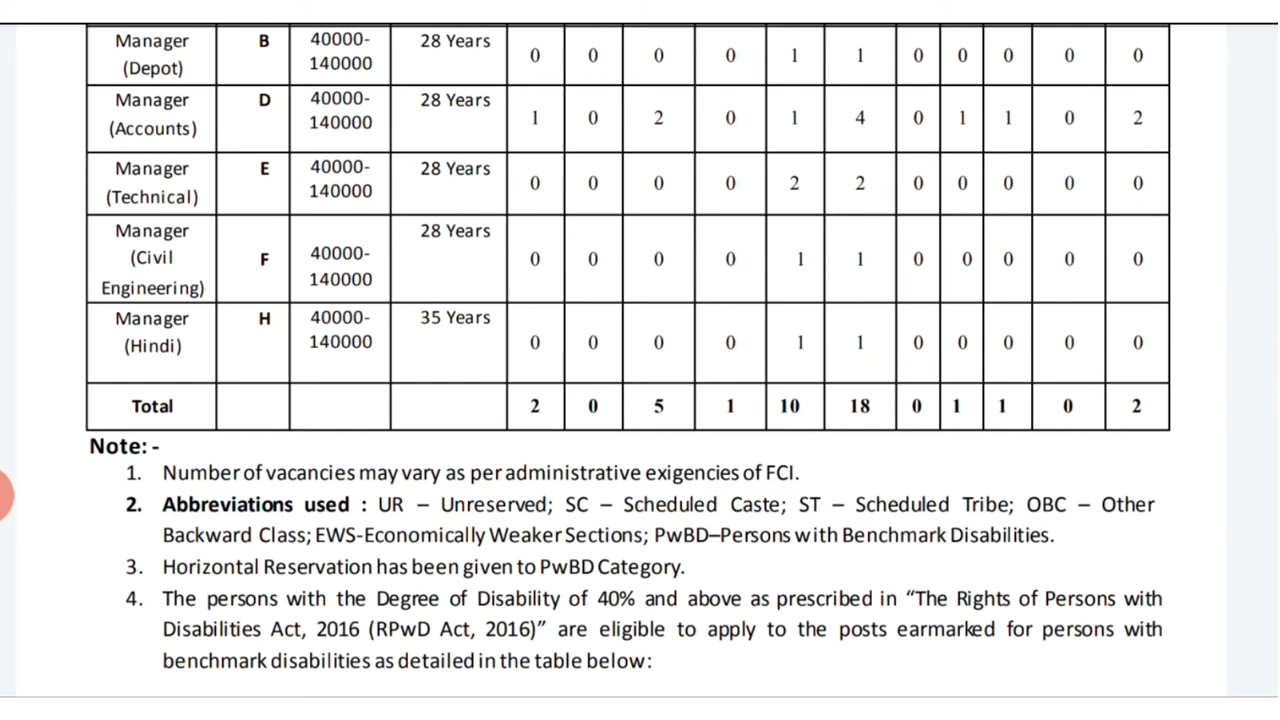 Manager (Depot) B 40000-140000 28 Years 0 0 0 0 1 1 0 0 0 0 0
Manager (Accounts) D 40000-140000 28 Years 1 0 2 0 1 4 0 1 1 0 2
Manager (Technical) E 40000-140000 28 Years 0 0 0 0 2 2 0 0 0 0 0
Manager (Civil Engineering) F 40000-140000 28 Years 0 0 0 0 1 1 0 0 0 0 0
Manager (Hindi) H 40000-140000 35 Years 0 0 0 0 1 1 0 0 0 0 0
Total 2 0 5 1 10 18 0 1 1 0 2
Note: -
1. Number of vacancies may vary as per administrative exigencies of FCI.
2. Abbreviations used : UR – Unreserved; SC – Scheduled Caste; ST – Scheduled Tribe; OBC – Other
Backward Class; EWS-Economically Weaker Sections; PwBD–Persons with Benchmark Disabilities.
3. Horizontal Reservation has been given to PwBD Category.
4. The persons with the Degree of Disability of 40% and above as prescribed in “The Rights of Persons with
Disabilities Act, 2016 (RPwD Act, 2016)” are eligible to apply to the posts earmarked for persons with
benchmark disabilities as detailed in the table below: